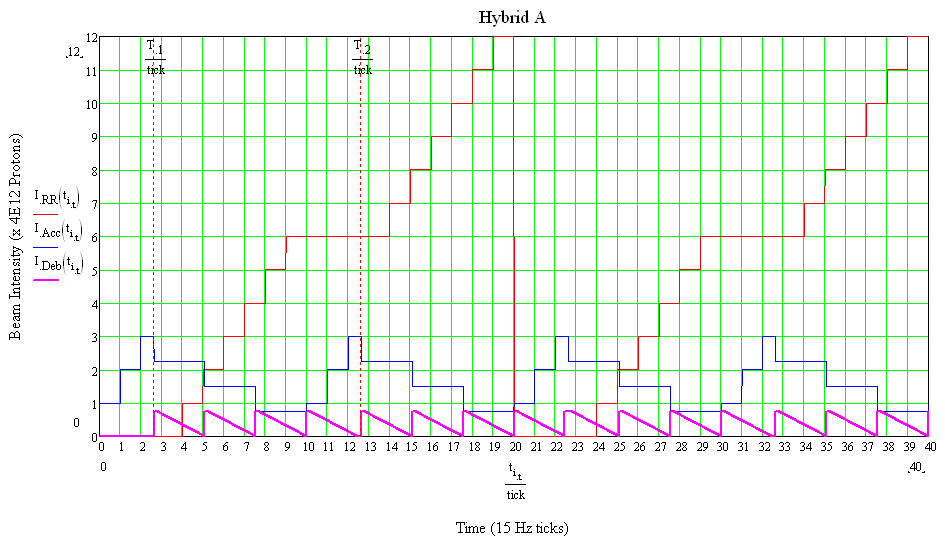 Hybrid A
12
T.1
tick
T.2
tick
12
11
10
9
8
7
6
5
4
3
2
1
0
0
Beam Intensity (x 4E12 Protons)
I.RR(t i.t)
I.Acc(t i.t)
I.Deb(t i.t)
0 1 2 3 4 5 6 7 8 9 10 11 12 13 13 14 15 16 17 18 19 20 21 22 23 24 25 26 27 28 29 30 31 32 33 34 35 36 37 38 39 40
0
t i.t
tick
40
Time (15 Hz ticks)